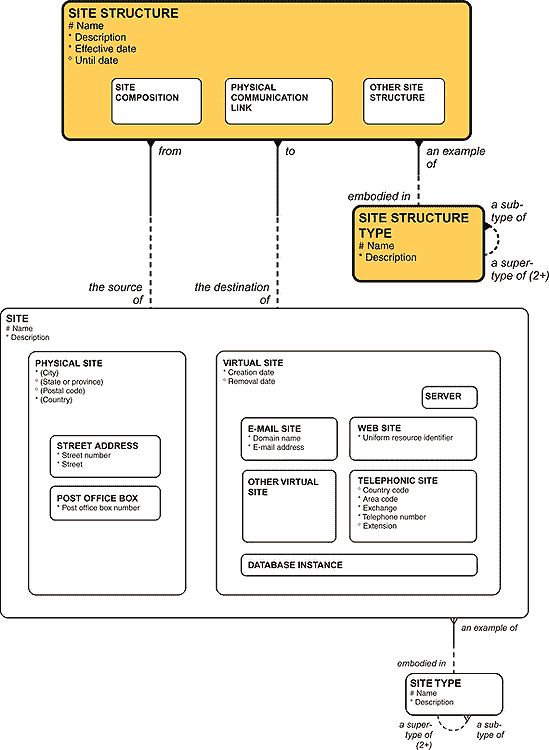 SITE STRUCTURE
# Name
* Description
* Effective date
° Until date
SITE
COMPOSITION
PHYSICAL
COMMUNICATION
LINK
OTHER SITE
STRUCTURE
from
to
an example
of
embodied in
SITE STRUCTURE
TYPE
# Name
* Description
a sub-
type of
a super-
type of (2+)
the source
of
the destination
of
SITE
# Name
* Description
PHYSICAL SITE
* (City)
° (State or province)
° (Postal code)
* (Country)
STREET ADDRESS
* Street number
* Street
POST OFFICE BOX
* Post office box number
VIRTUAL SITE
* Creation date
° Removal date
SERVER
E-MAIL SITE
* Domain name
* E-mail address
WEB SITE
* Uniform resource identifier
OTHER VIRTUAL
SITE
TELEPHONIC SITE
° Country code
* Area code
* Exchange
* Telephone number
° Extension
DATABASE INSTANCE
an example of
embodied in
SITE TYPE
# Name
* Description
a super-
type of
(2+)
a sub-
type of